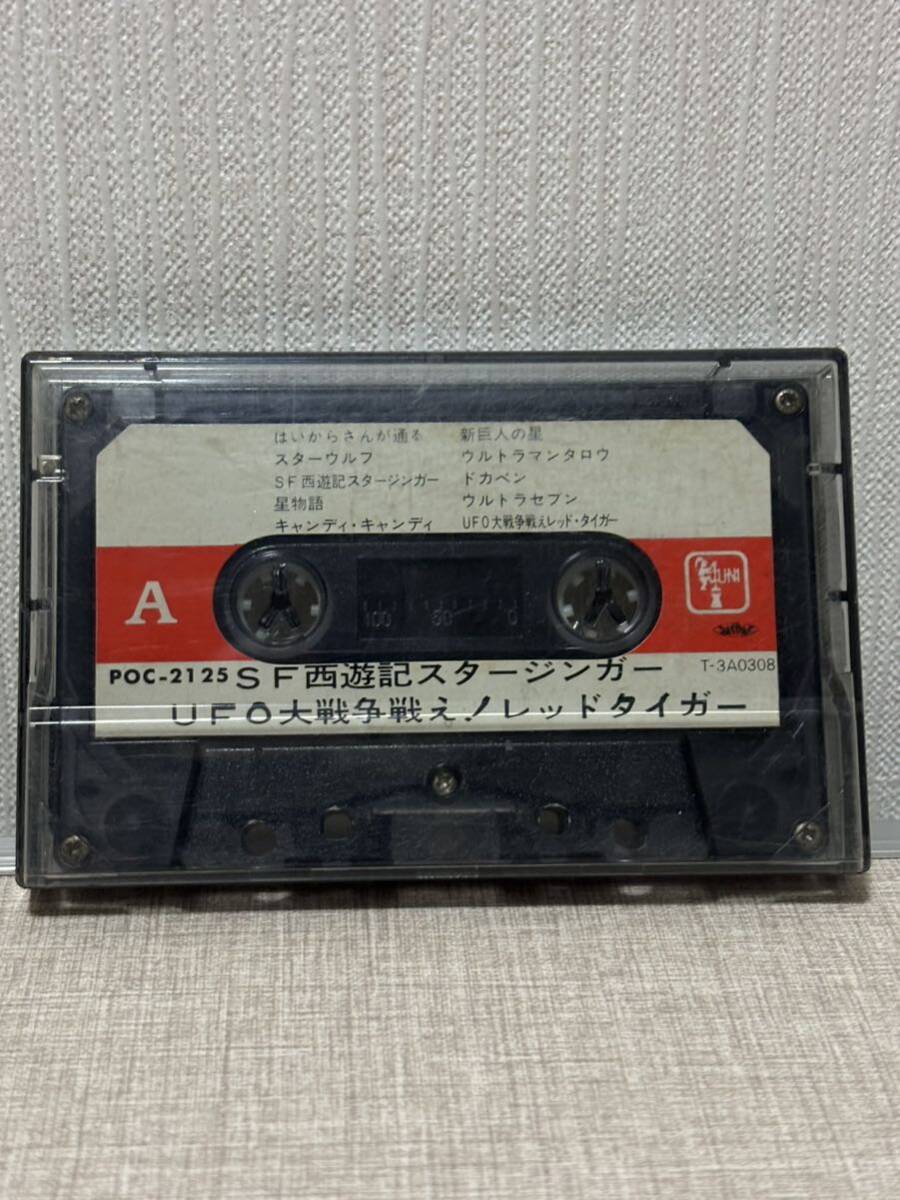 はいからさんが通る
スターウルフ
SF西遊記スタージンガー
星物語
キャンディ・キャンディ
新巨人の星
ウルトラマンタロウ
ドカベン
ウルトラセブン
UFO大戦争戦えレッド・タイガー
A
100 50 0
UNI
POC-2125 SF西遊記スタージンガー
T-3A0308
UFO大戦争戦え!レッドタイガー